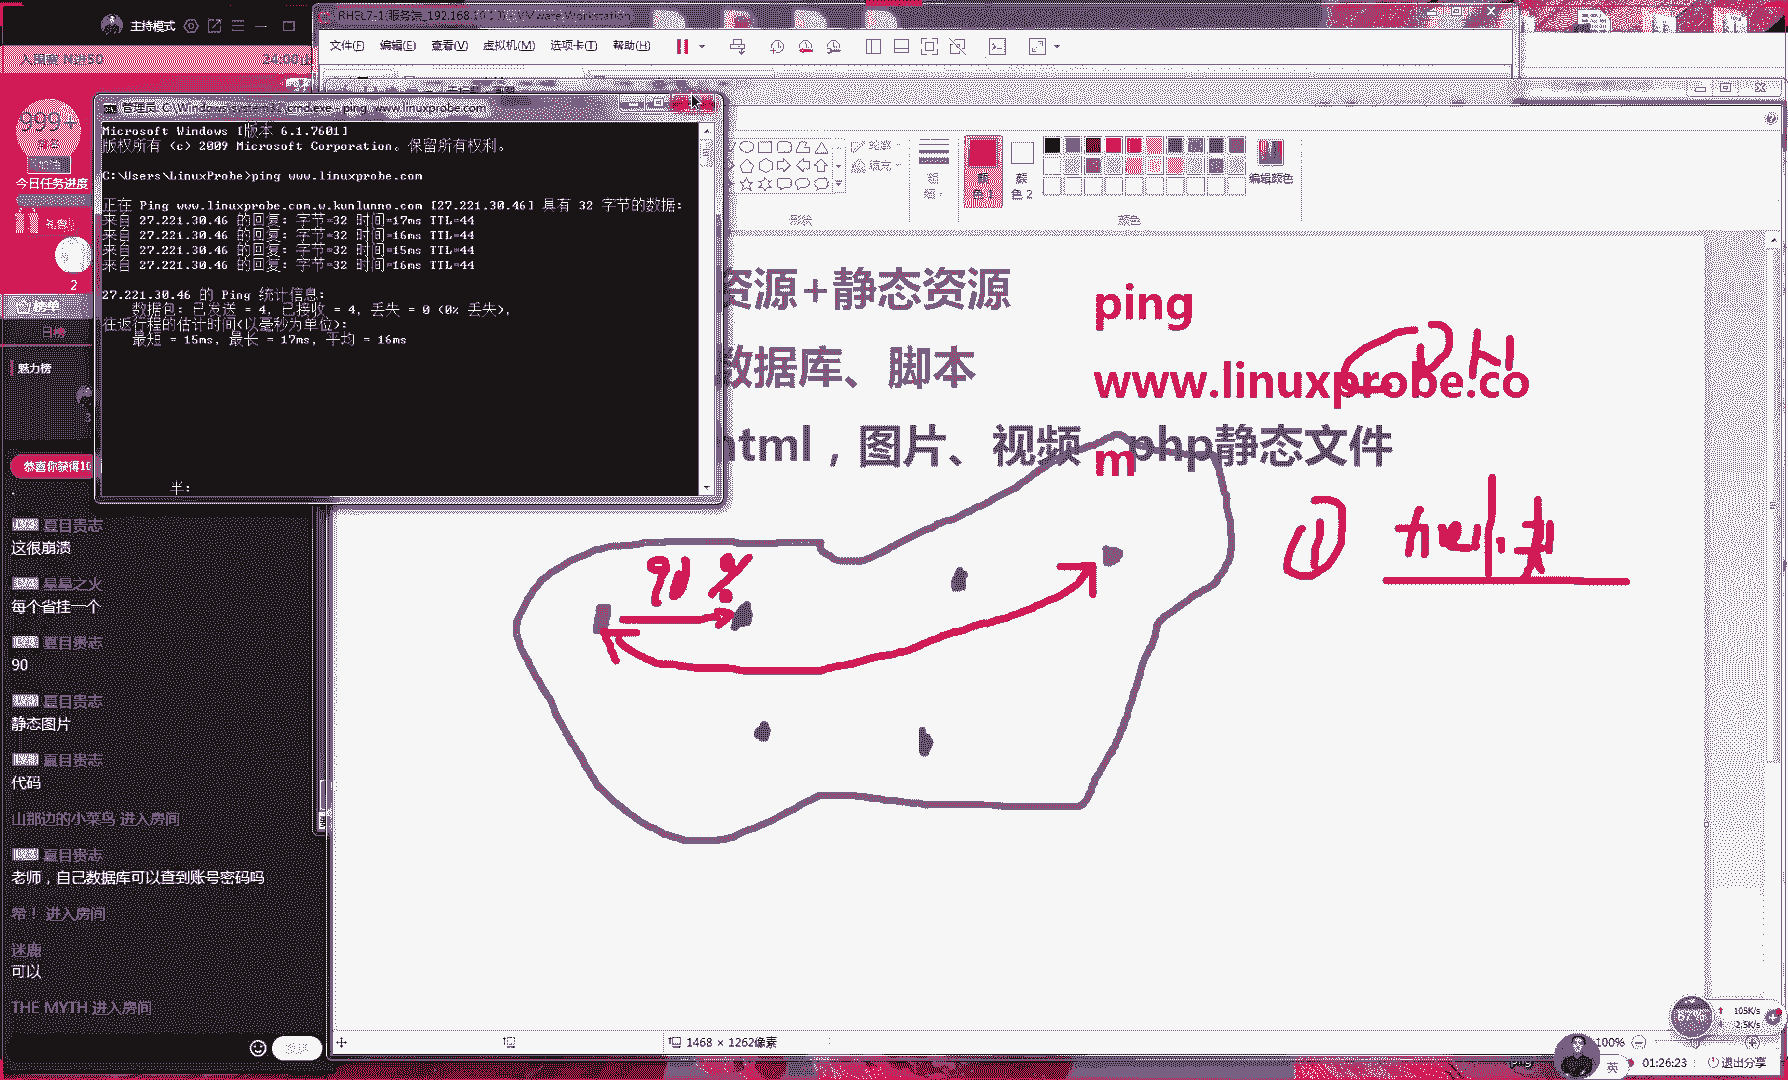 主持模式
RHEL7-1(服务端_192.168.10.10) VMware Workstation
文件(F) 编辑(E) 查看(V) 虚拟机(M) 选项卡(T) 帮助(H)
999+
今日任务进度
2
榜单
日榜
魅力榜
恭喜你获得10
夏目贵志
这很崩溃
星星之火
每个省挂一个
夏目贵志
90
夏目贵志
静态图片
夏目贵志
代码
山那边的小菜鸟 进入房间
夏目贵志
老师，自己数据库可以查到账号密码吗
希！ 进入房间
迷鹿
可以
THE MYTH 进入房间
管理员: C:\Windows\system32\cmd.exe - ping www.linuxprobe.com
Microsoft Windows [版本 6.1.7601]
版权所有 (c) 2009 Microsoft Corporation。保留所有权利。
C:\Users\LinuxProbe>ping www.linuxprobe.com
正在 Ping www.linuxprobe.com.w.kunlunno.com [27.221.30.46] 具有 32 字节的数据:
来自 27.221.30.46 的回复: 字节=32 时间=17ms TTL=44
来自 27.221.30.46 的回复: 字节=32 时间=16ms TTL=44
来自 27.221.30.46 的回复: 字节=32 时间=15ms TTL=44
来自 27.221.30.46 的回复: 字节=32 时间=16ms TTL=44
27.221.30.46 的 Ping 统计信息:
数据包: 已发送 = 4, 已接收 = 4, 丢失 = 0 (0% 丢失),
往返行程的估计时间(以毫秒为单位):
最短 = 15ms, 最长 = 17ms, 平均 = 16ms
半:
轮廓
填充
形状
粗细
颜色 1
颜色 2
编辑颜色
颜色
资源+静态资源
数据库、脚本
html，图片、视频 php静态文件
ping
www.linuxprobe.co
m
90 %
①
1468 × 1262像素
100%
67%
105K/s
2.5K/s
英
01:26:23
退出分享